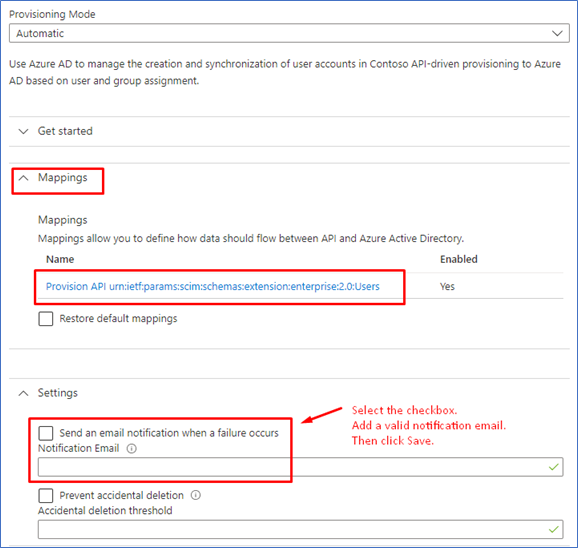 Provisioning Mode
Automatic
Use Azure AD to manage the creation and synchronization of user accounts in Contoso API-driven provisioning to Azure
AD based on user and group assignment.
Get started
Mappings
Mappings
Mappings allow you to define how data should flow between API and Azure Active Directory.
Name Enabled
Provision API urn:ietf:params:scim:schemas:extension:enterprise:2.0:Users Yes
Restore default mappings
Settings
Select the checkbox.
Add a valid notification email.
Then click Save.
Send an email notification when a failure occurs
Notification Email
Prevent accidental deletion
Accidental deletion threshold